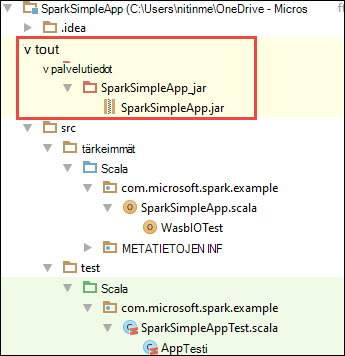 SparkSimpleApp (C:\Users\nitinme\OneDrive - Micros
.idea
v tout
v palvelutiedot
SparkSimpleApp_jar
SparkSimpleApp.jar
src
tärkeimmät
Scala
com.microsoft.spark.example
SparkSimpleApp.scala
WasbIOTest
METATIETOJEN INF
test
Scala
com.microsoft.spark.example
SparkSimpleAppTest.scala
AppTesti